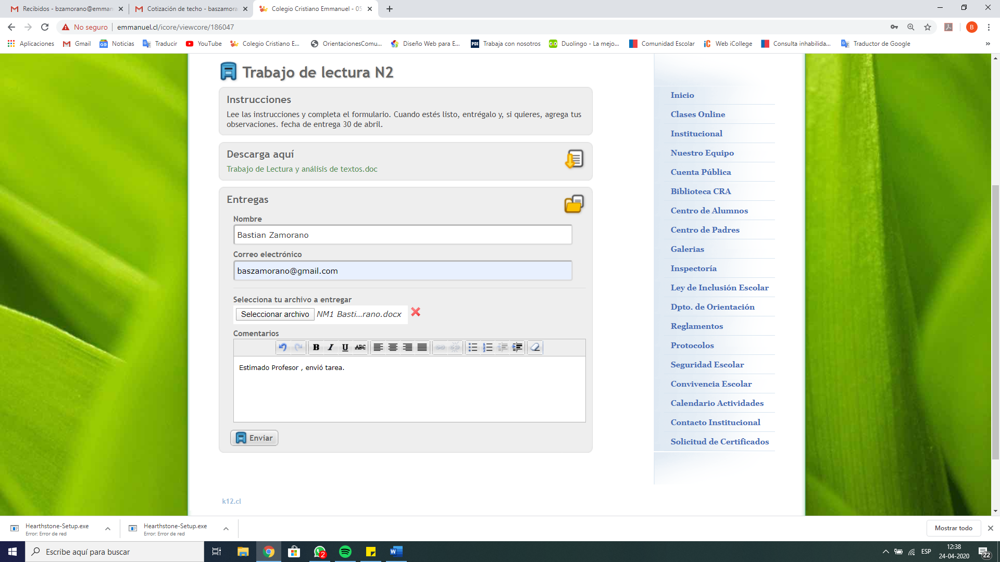 Recibidos - bzamorano@emman
Cotización de techo - baszamora
Colegio Cristiano Emmanuel - 05
No seguro
emmanuel.cl/icore/viewcore/186047
B
Aplicaciones
Gmail
Noticias
Traducir
YouTube
Colegio Cristiano E...
OrientacionesComu...
Diseño Web para E...
PDI
Trabaja con nosotros
Duolingo - La mejo...
Comunidad Escolar
iC
Web iCollege
Consulta inhabilida...
Traductor de Google
»
Trabajo de lectura N2
Instrucciones
Lee las instrucciones y completa el formulario. Cuando estés listo, entrégalo y, si quieres, agrega tus
observaciones. fecha de entrega 30 de abril.
Descarga aquí
Trabajo de Lectura y análisis de textos.doc
Entregas
Nombre
Bastian Zamorano
Correo electrónico
baszamorano@gmail.com
Selecciona tu archivo a entregar
Seleccionar archivo NM1 Basti...rano.docx
Comentarios
B I U ABC
Estimado Profesor , envió tarea.
Enviar
k12.cl
Inicio
Clases Online
Institucional
Nuestro Equipo
Cuenta Pública
Biblioteca CRA
Centro de Alumnos
Centro de Padres
Galerias
Inspectoría
Ley de Inclusión Escolar
Dpto. de Orientación
Reglamentos
Protocolos
Seguridad Escolar
Convivencia Escolar
Calendario Actividades
Contacto Institucional
Solicitud de Certificados
Hearthstone-Setup.exe
Error: Error de red
Hearthstone-Setup.exe
Error: Error de red
Mostrar todo
Escribe aquí para buscar
2
W
ESP
12:38
24-04-2020
22